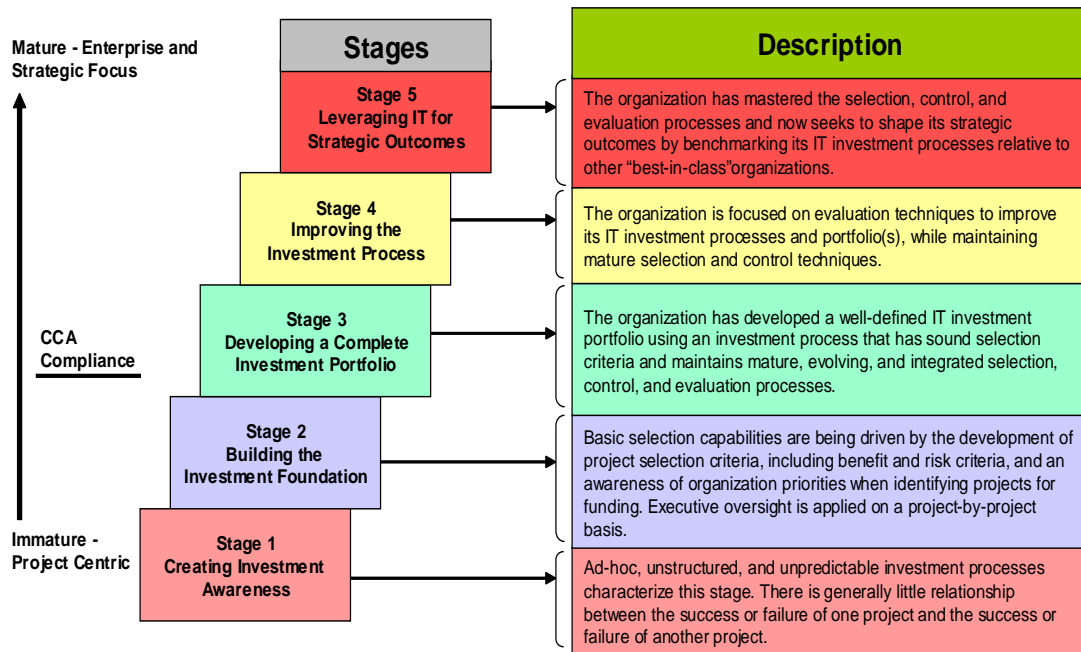 Mature - Enterprise and
Strategic Focus
Stages
Description
Stage 5
Leveraging IT for
Strategic Outcomes
The organization has mastered the selection, control, and
evaluation processes and now seeks to shape its strategic
outcomes by benchmarking its IT investment processes relative to
other “best-in-class”organizations.
Stage 4
Improving the
Investment Process
The organization is focused on evaluation techniques to improve
its IT investment processes and portfolio(s), while maintaining
mature selection and control techniques.
CCA
Compliance
Stage 3
Developing a Complete
Investment Portfolio
The organization has developed a well-defined IT investment
portfolio using an investment process that has sound selection
criteria and maintains mature, evolving, and integrated selection,
control, and evaluation processes.
Stage 2
Building the
Investment Foundation
Basic selection capabilities are being driven by the development of
project selection criteria, including benefit and risk criteria, and an
awareness of organization priorities when identifying projects for
funding. Executive oversight is applied on a project-by-project
basis.
Immature -
Project Centric
Stage 1
Creating Investment
Awareness
Ad-hoc, unstructured, and unpredictable investment processes
characterize this stage. There is generally little relationship
between the success or failure of one project and the success or
failure of another project.